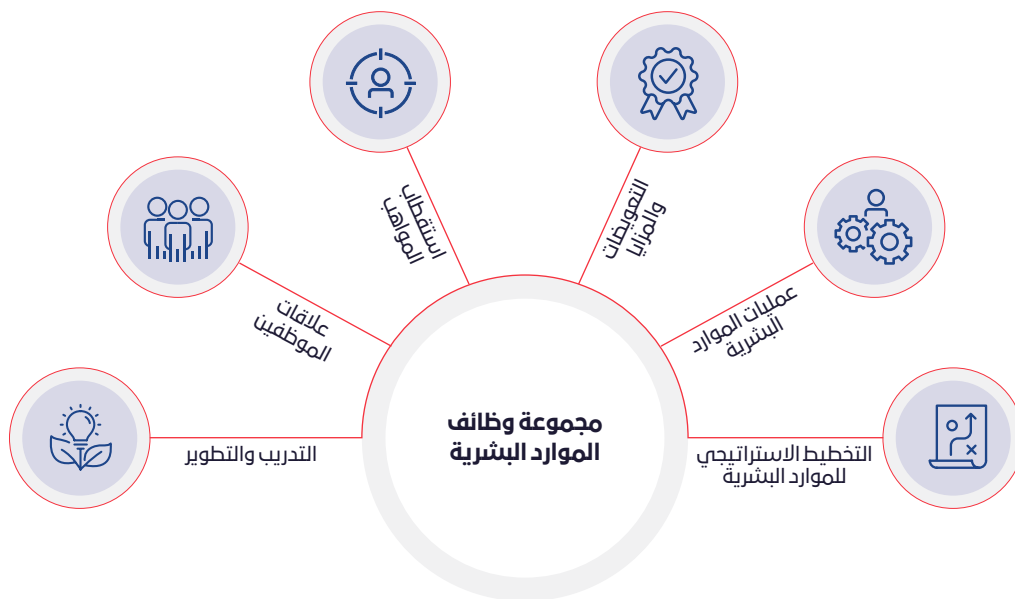 مجموعة وظائف
الموارد البشرية
التخطيط الاستراتيجي
للموارد البشرية
عمليات الموارد
البشرية
التعويضات
والمزايا
استقطاب
المواهب
علاقات
الموظفين
التدريب والتطوير